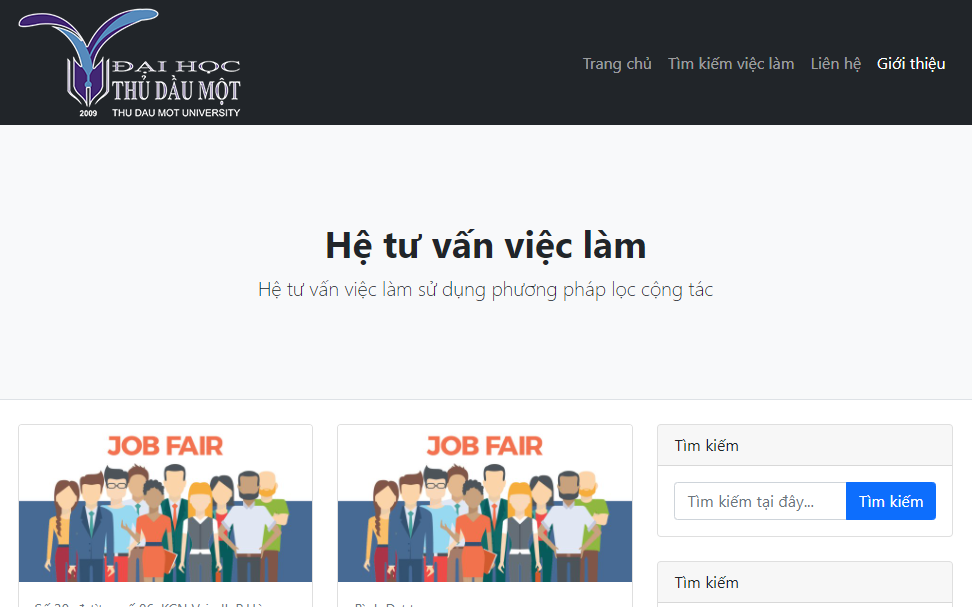 ĐẠI HỌC
THỦ DẦU MỘT
2009 THU DAU MOT UNIVERSITY
Trang chủ Tìm kiếm việc làm Liên hệ Giới thiệu
Hệ tư vấn việc làm
Hệ tư vấn việc làm sử dụng phương pháp lọc cộng tác
JOB FAIR
JOB FAIR
Tìm kiếm
Tìm kiếm tại đây... Tìm kiếm
Tìm kiếm